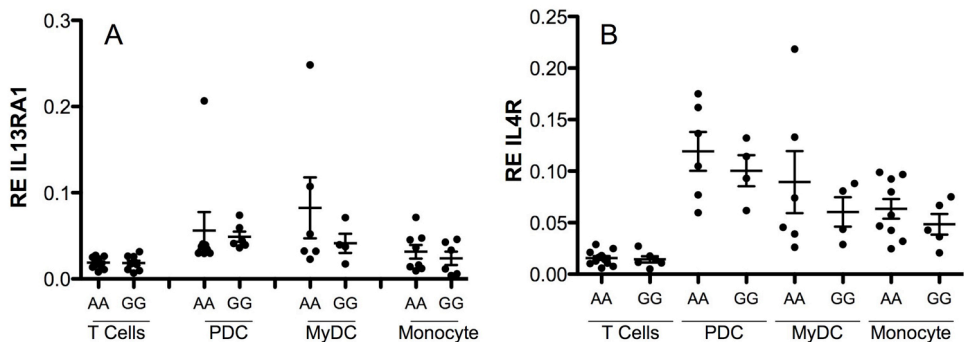 A
RE IL13RA1
0.3
0.2
0.1
0.0
AA GG AA GG AA GG AA GG
T Cells PDC MyDC Monocyte
B
RE IL4R
0.25
0.20
0.15
0.10
0.05
0.00
AA GG AA GG AA GG AA GG
T Cells PDC MyDC Monocyte